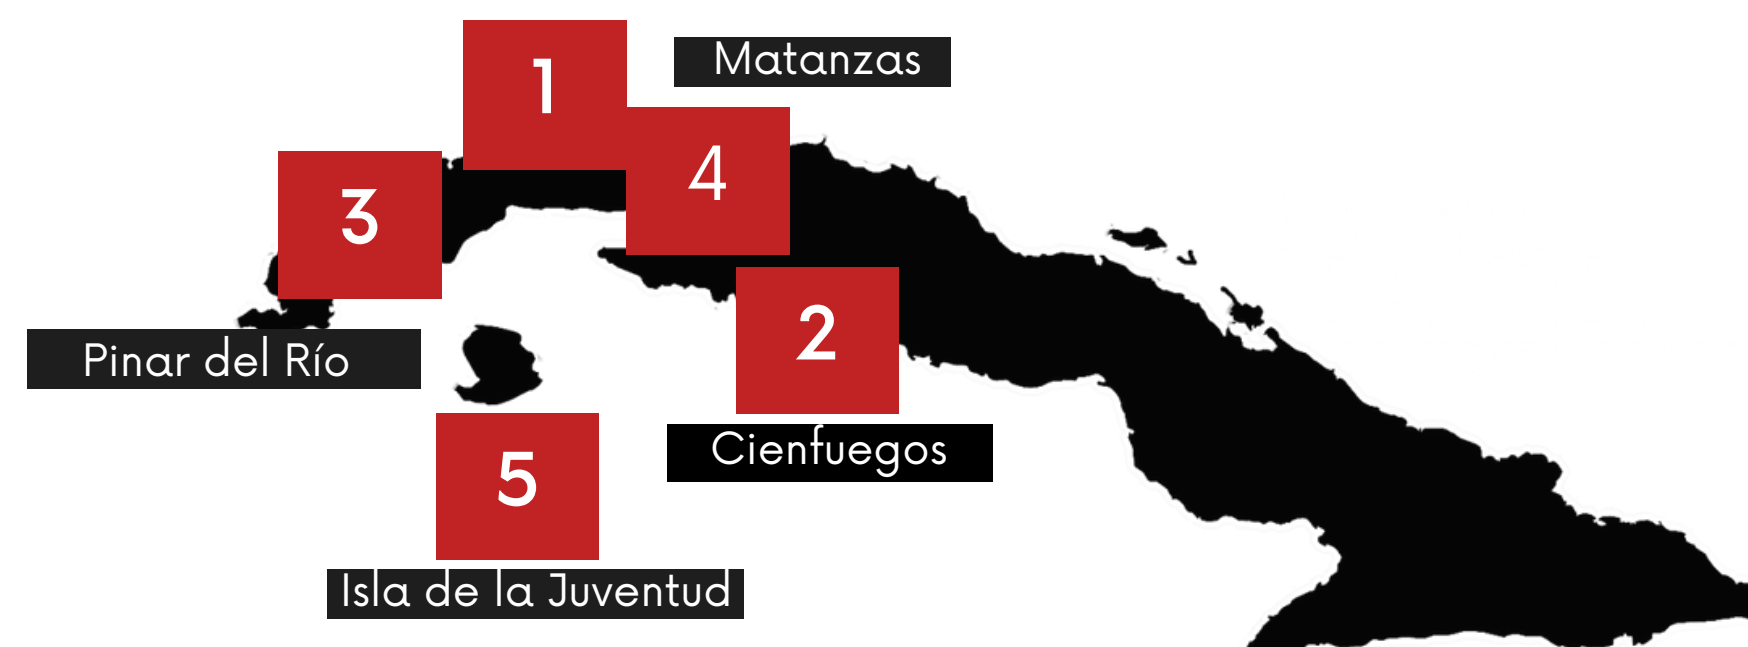 1
Matanzas
4
3
2
Pinar del Río
Cienfuegos
5
Isla de la Juventud